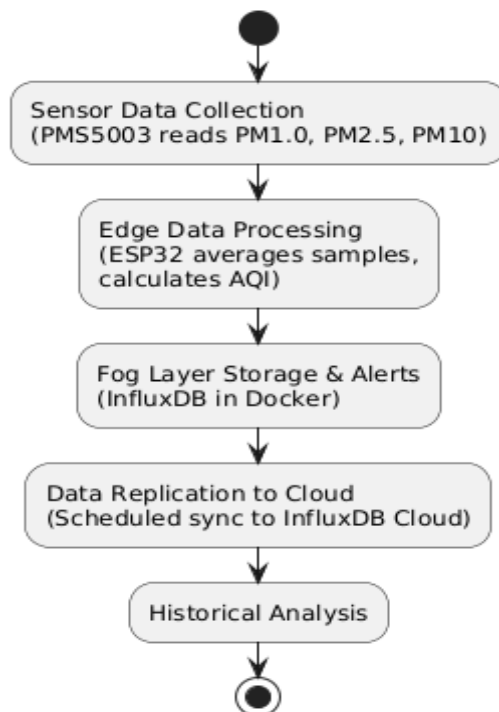 Sensor Data Collection
(PMS5003 reads PM1.0, PM2.5, PM10)
Edge Data Processing
(ESP32 averages samples,
calculates AQI)
Fog Layer Storage & Alerts
(InfluxDB in Docker)
Data Replication to Cloud
(Scheduled sync to InfluxDB Cloud)
Historical Analysis